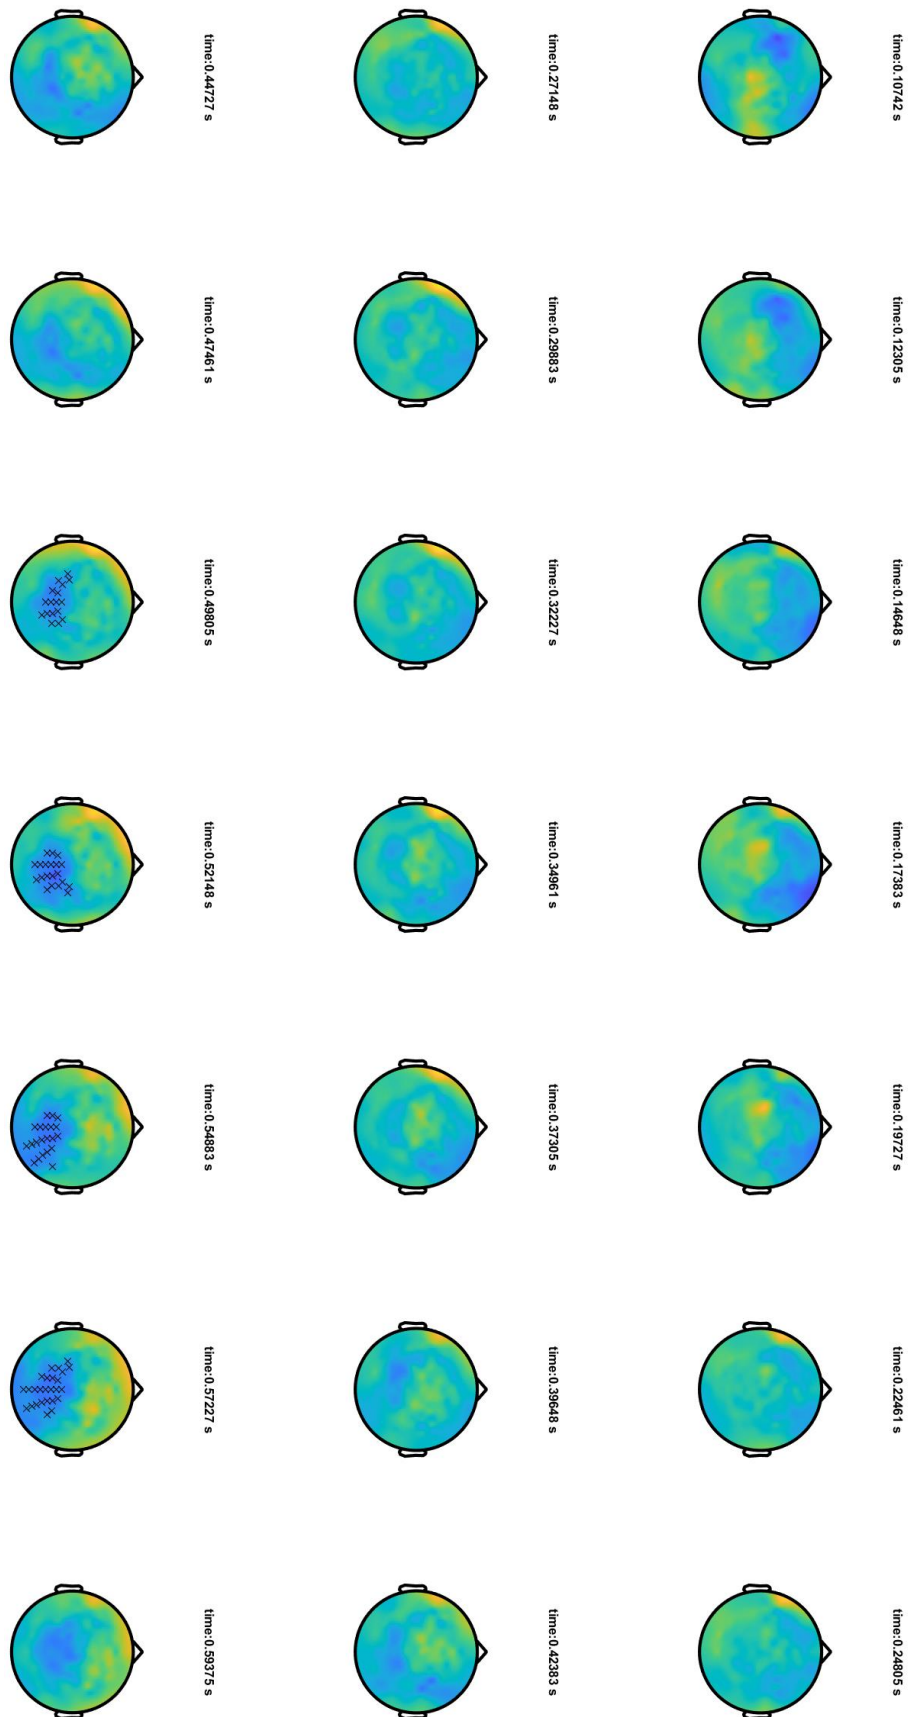 time:0.10742 s
time:0.12305 s
time:0.14648 s
time:0.17383 s
time:0.19727 s
time:0.22461 s
time:0.24805 s
time:0.27148 s
time:0.29883 s
time:0.32227 s
time:0.34961 s
time:0.37305 s
time:0.39648 s
time:0.42383 s
time:0.44727 s
time:0.47461 s
time:0.49805 s
time:0.52148 s
time:0.54883 s
time:0.57227 s
time:0.59375 s